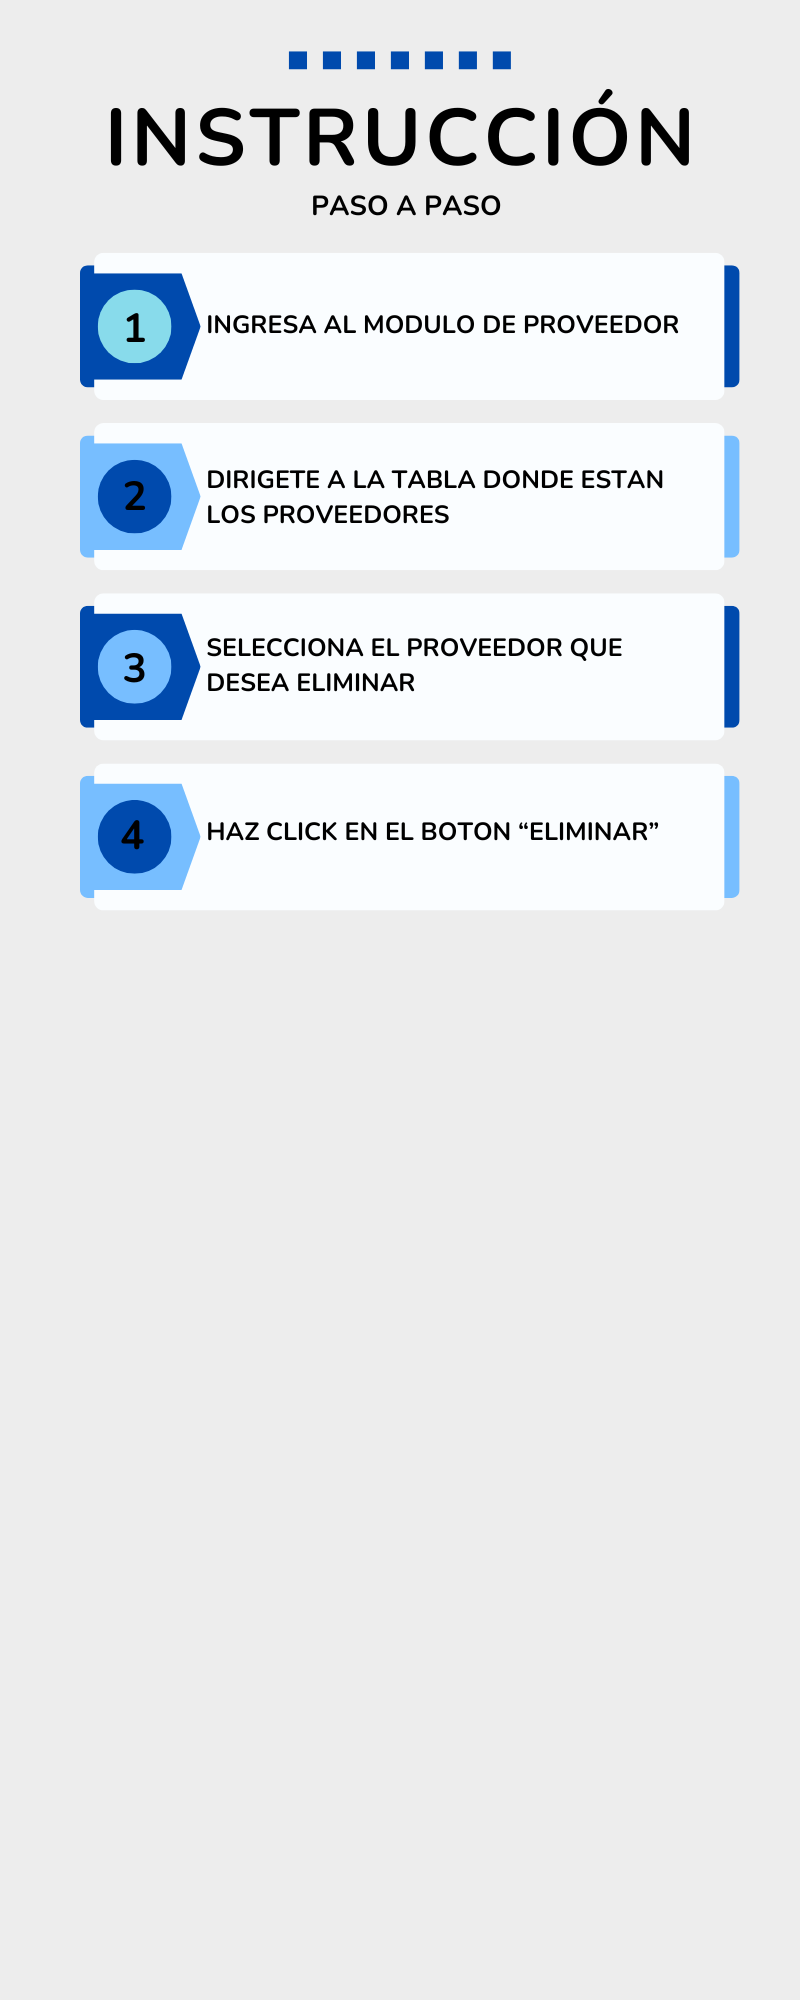 INSTRUCCIÓN
PASO A PASO
1
INGRESA AL MODULO DE PROVEEDOR
2
DIRIGETE A LA TABLA DONDE ESTAN
LOS PROVEEDORES
3
SELECCIONA EL PROVEEDOR QUE
DESEA ELIMINAR
4
HAZ CLICK EN EL BOTON “ELIMINAR”